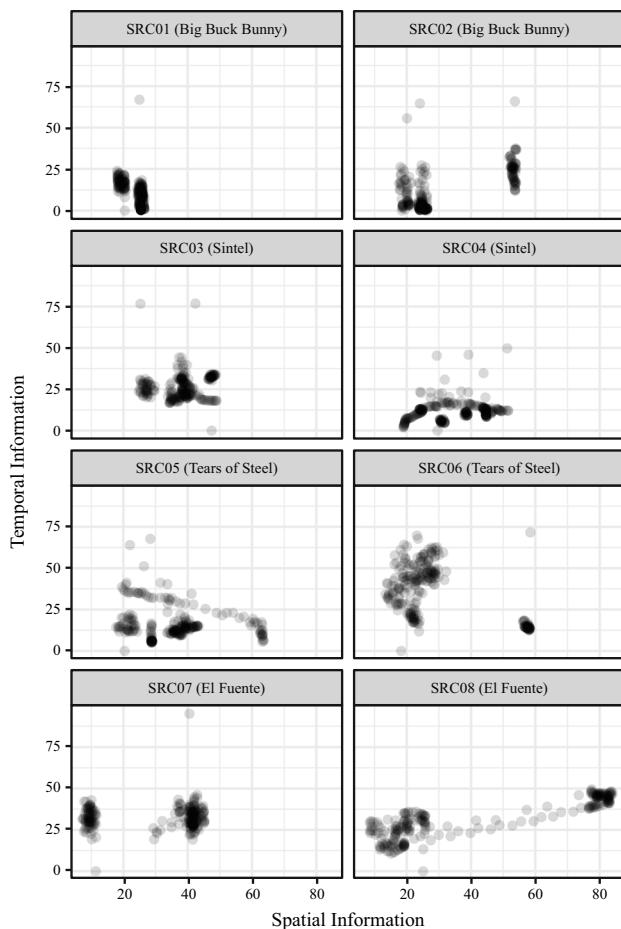 SRC01 (Big Buck Bunny) SRC02 (Big Buck Bunny)
75
50
25
0
SRC03 (Sintel) SRC04 (Sintel)
75
50
25
0
SRC05 (Tears of Steel) SRC06 (Tears of Steel)
75
50
25
0
SRC07 (El Fuente) SRC08 (El Fuente)
75
50
25
0
20 40 60 80 20 40 60 80
Temporal Information
Spatial Information